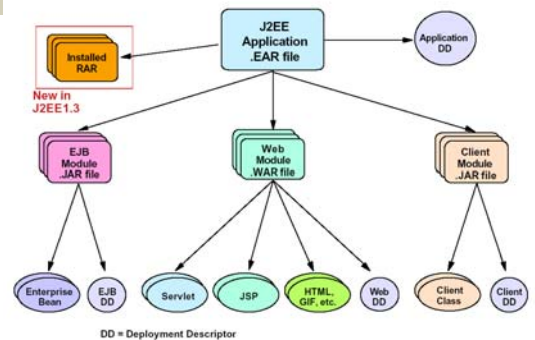 J2EE
Application
.EAR file
Application
DD
Installed
RAR
New in
J2EE1.3
EJB
Module
.JAR file
Web
Module
.WAR file
Client
Module
.JAR file
Enterprise
Bean
EJB
DD
Servlet
JSP
HTML,
GIF, etc.
Web
DD
Client
Class
Client
DD
DD = Deployment Descriptor